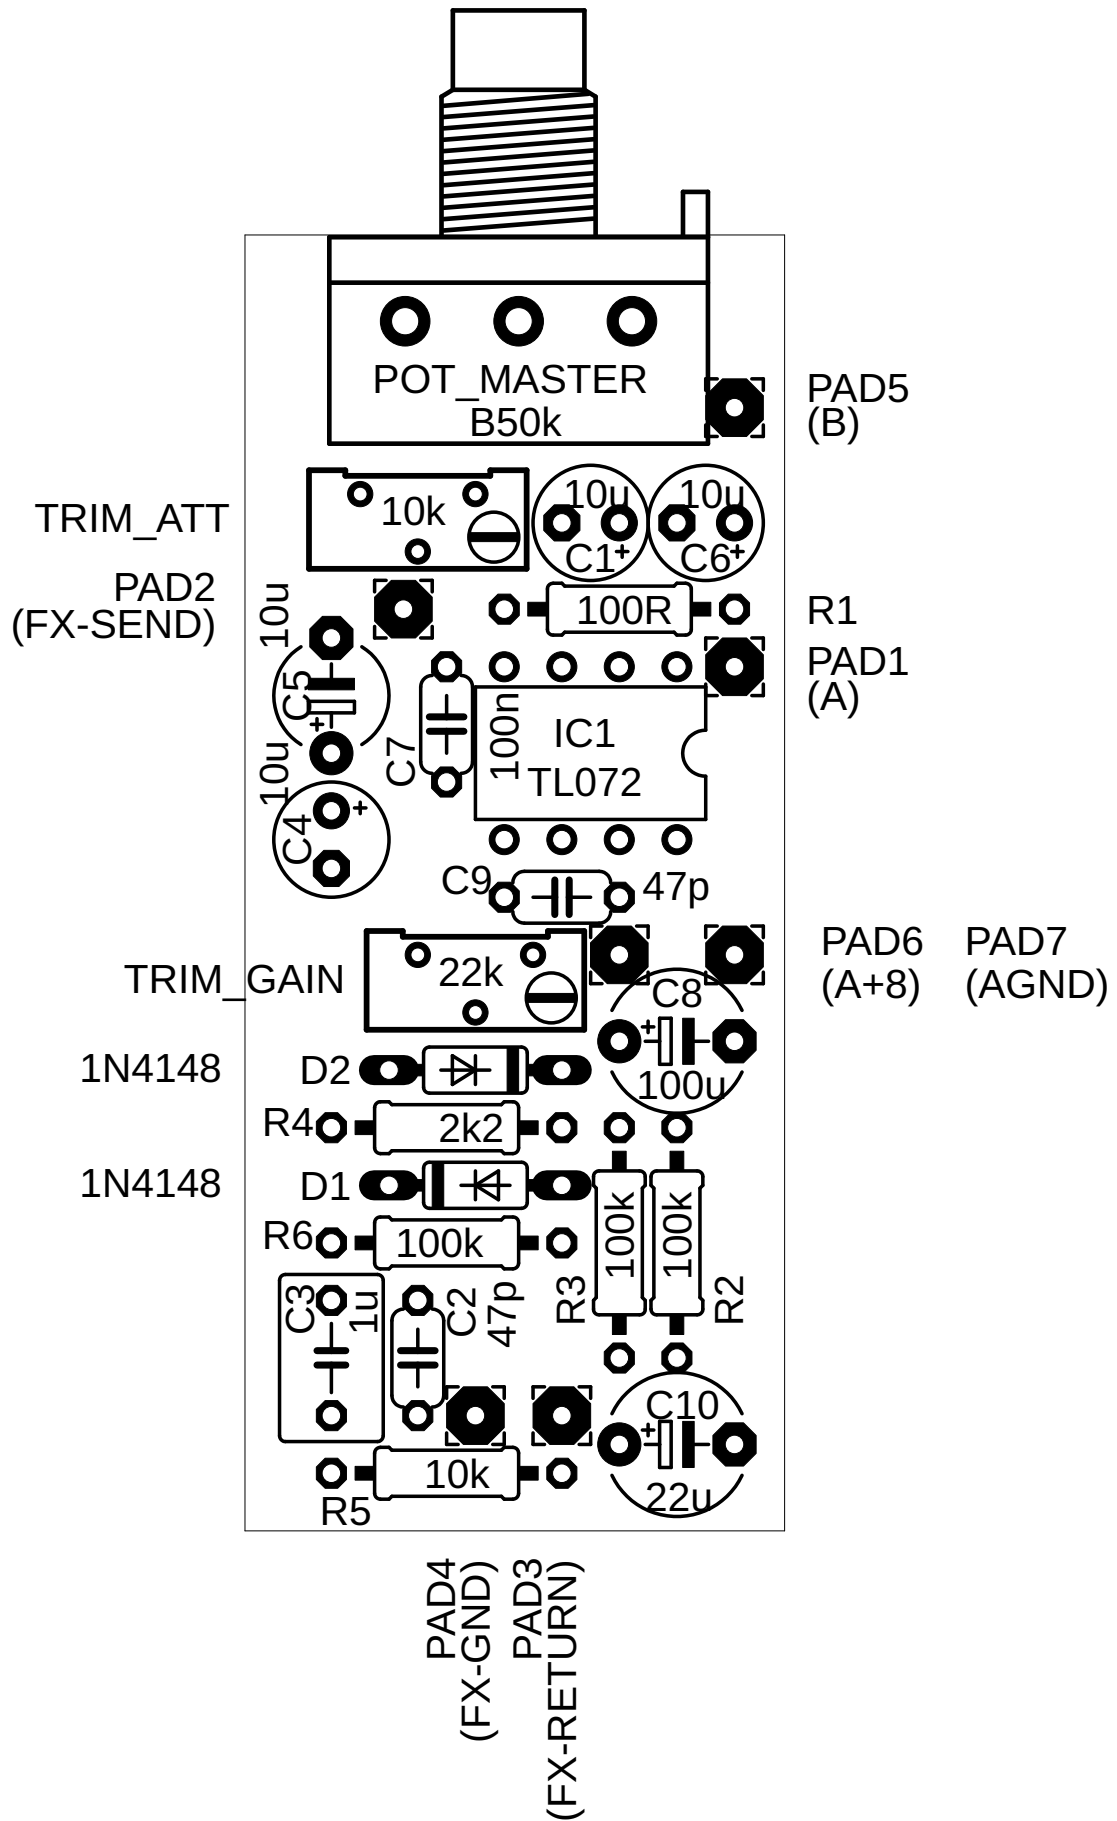 POT_MASTER
B50k
PAD5
(B)
TRIM_ATT
10k
10u
C1
+
10u
C6
+
PAD2
(FX-SEND)
10u
C5
+
100R
R1
PAD1
(A)
C7
100n
IC1
TL072
10u
C4
+
C9
47p
TRIM_GAIN
22k
PAD6
(A+8)
PAD7
(AGND)
C8
+
100u
1N4148
D2
R4
2k2
1N4148
D1
R6
100k
100k
R3
100k
R2
C3
1u
C2
47p
C10
+
22u
10k
R5
PAD4
(FX-GND)
PAD3
(FX-RETURN)